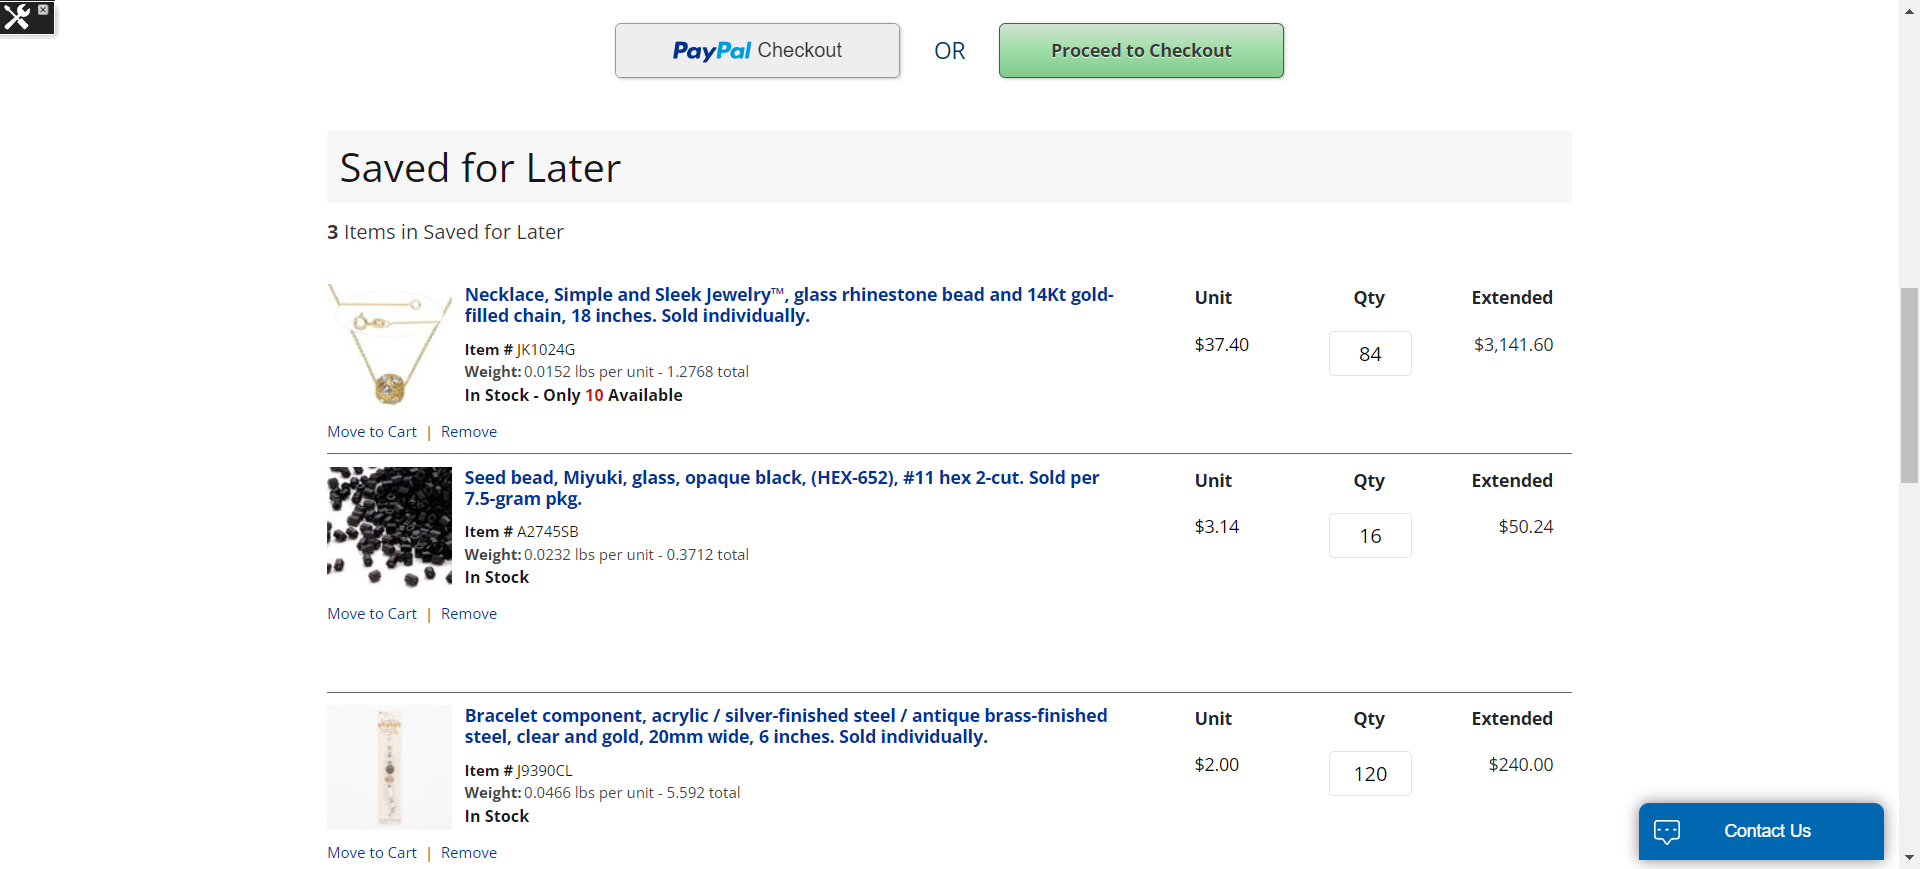 PayPal Checkout
OR
Proceed to Checkout
Saved for Later
3 Items in Saved for Later
Necklace, Simple and Sleek Jewelry™, glass rhinestone bead and 14Kt gold-
filled chain, 18 inches. Sold individually.
Unit
Qty
Extended
$37.40
84
$3,141.60
Item # JK1024G
Weight: 0.0152 lbs per unit - 1.2768 total
In Stock - Only 10 Available
Move to Cart | Remove
Seed bead, Miyuki, glass, opaque black, (HEX-652), #11 hex 2-cut. Sold per
7.5-gram pkg.
Unit
Qty
Extended
$3.14
16
$50.24
Item # A2745SB
Weight: 0.0232 lbs per unit - 0.3712 total
In Stock
Move to Cart | Remove
Bracelet component, acrylic / silver-finished steel / antique brass-finished
steel, clear and gold, 20mm wide, 6 inches. Sold individually.
Unit
Qty
Extended
$2.00
120
$240.00
Item # J9390CL
Weight: 0.0466 lbs per unit - 5.592 total
In Stock
Move to Cart | Remove
Contact Us